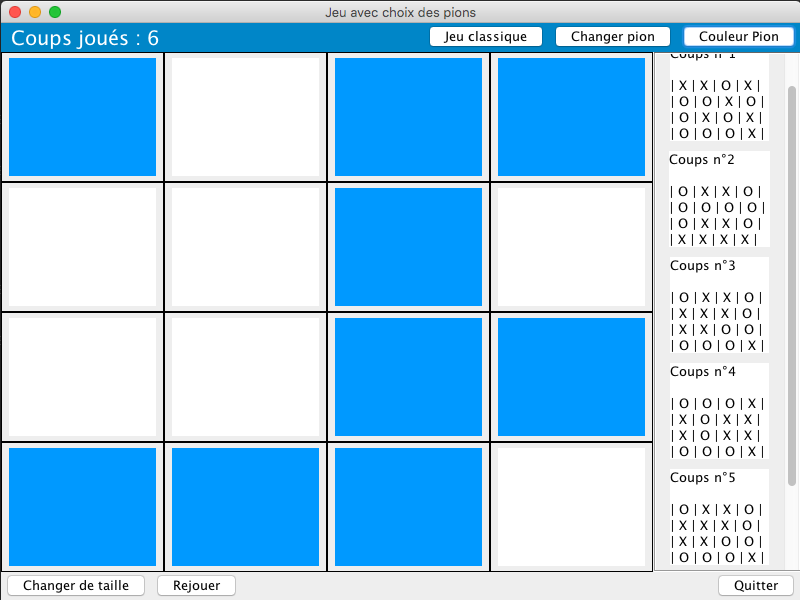 Jeu avec choix des pions
Coups joués : 6
Jeu classique
Changer pion
Couleur Pion
Coups n°1
| X | X | O | X |
| O | O | X | O |
| O | X | O | X |
| O | O | O | X |
Coups n°2
| O | X | X | O |
| O | O | O | O |
| O | X | X | O |
| X | X | X | X |
Coups n°3
| O | X | X | O |
| X | X | X | O |
| X | X | O | O |
| O | O | O | X |
Coups n°4
| O | O | O | X |
| X | O | X | X |
| X | O | X | X |
| O | O | O | X |
Coups n°5
| O | X | X | O |
| X | X | X | O |
| X | X | O | O |
| O | O | O | X |
Changer de taille
Rejouer
Quitter